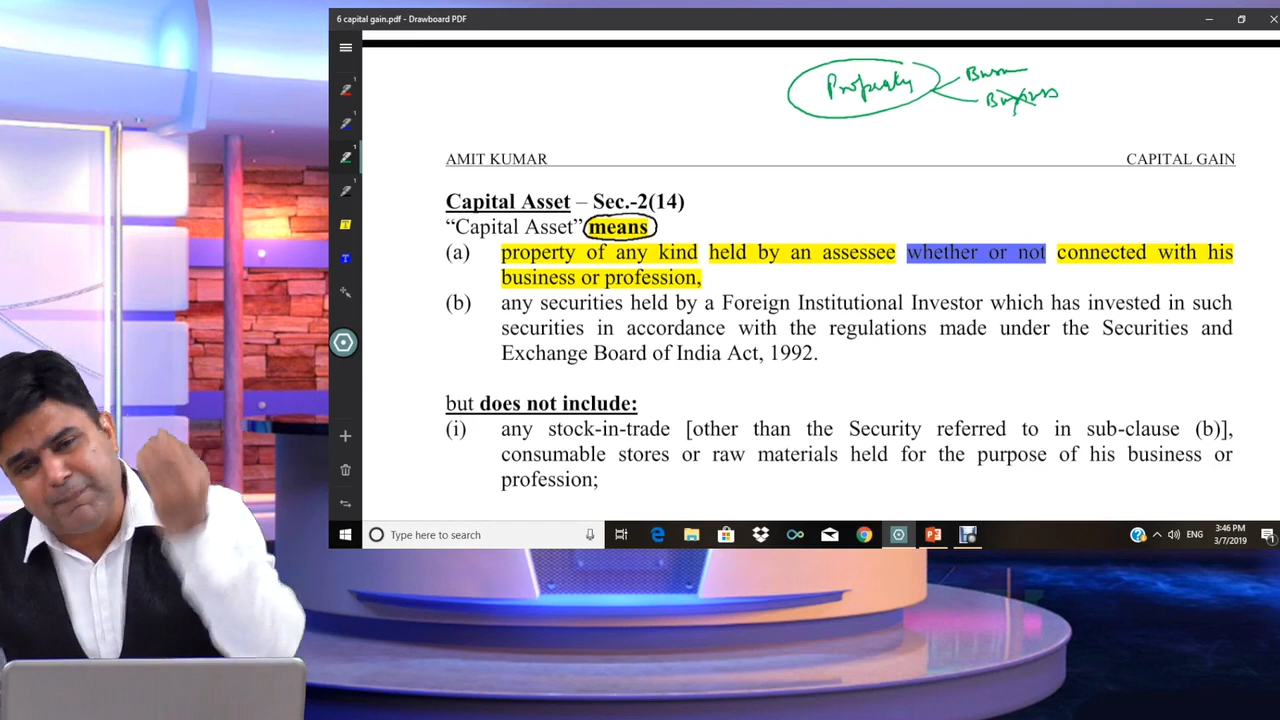 6 capital gain.pdf - Drawboard PDF
Property
Business
AMIT KUMAR CAPITAL GAIN
Capital Asset – Sec.-2(14)
“Capital Asset” means
(a) property of any kind held by an assessee whether or not connected with his
business or profession,
(b) any securities held by a Foreign Institutional Investor which has invested in such
securities in accordance with the regulations made under the Securities and
Exchange Board of India Act, 1992.
but does not include:
(i) any stock-in-trade [other than the Security referred to in sub-clause (b)],
consumable stores or raw materials held for the purpose of his business or
profession;
Type here to search
ENG
3:46 PM
3/7/2019